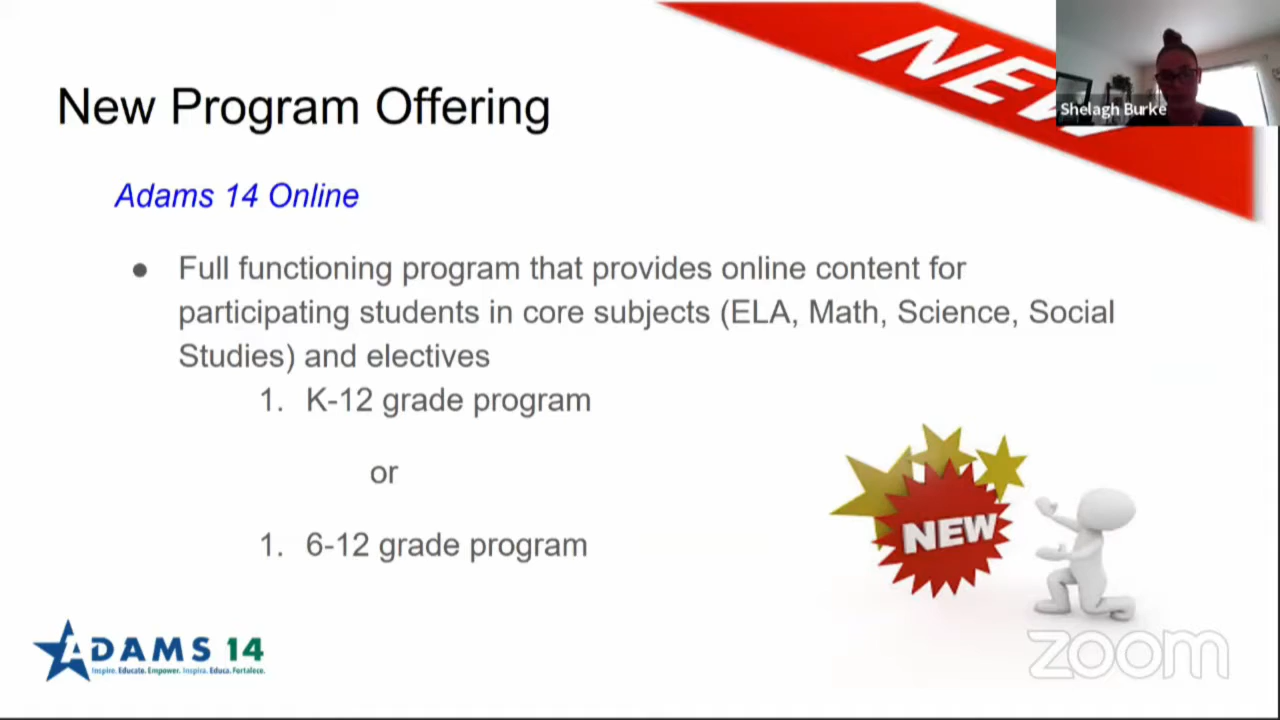 NEW
Shelagh Burke
New Program Offering
Adams 14 Online
● Full functioning program that provides online content for
participating students in core subjects (ELA, Math, Science, Social
Studies) and electives
1. K-12 grade program
or
1. 6-12 grade program
NEW
ADAMS 14
Inspire. Educate. Empower. Inspira. Educa. Fortalece.
zoom